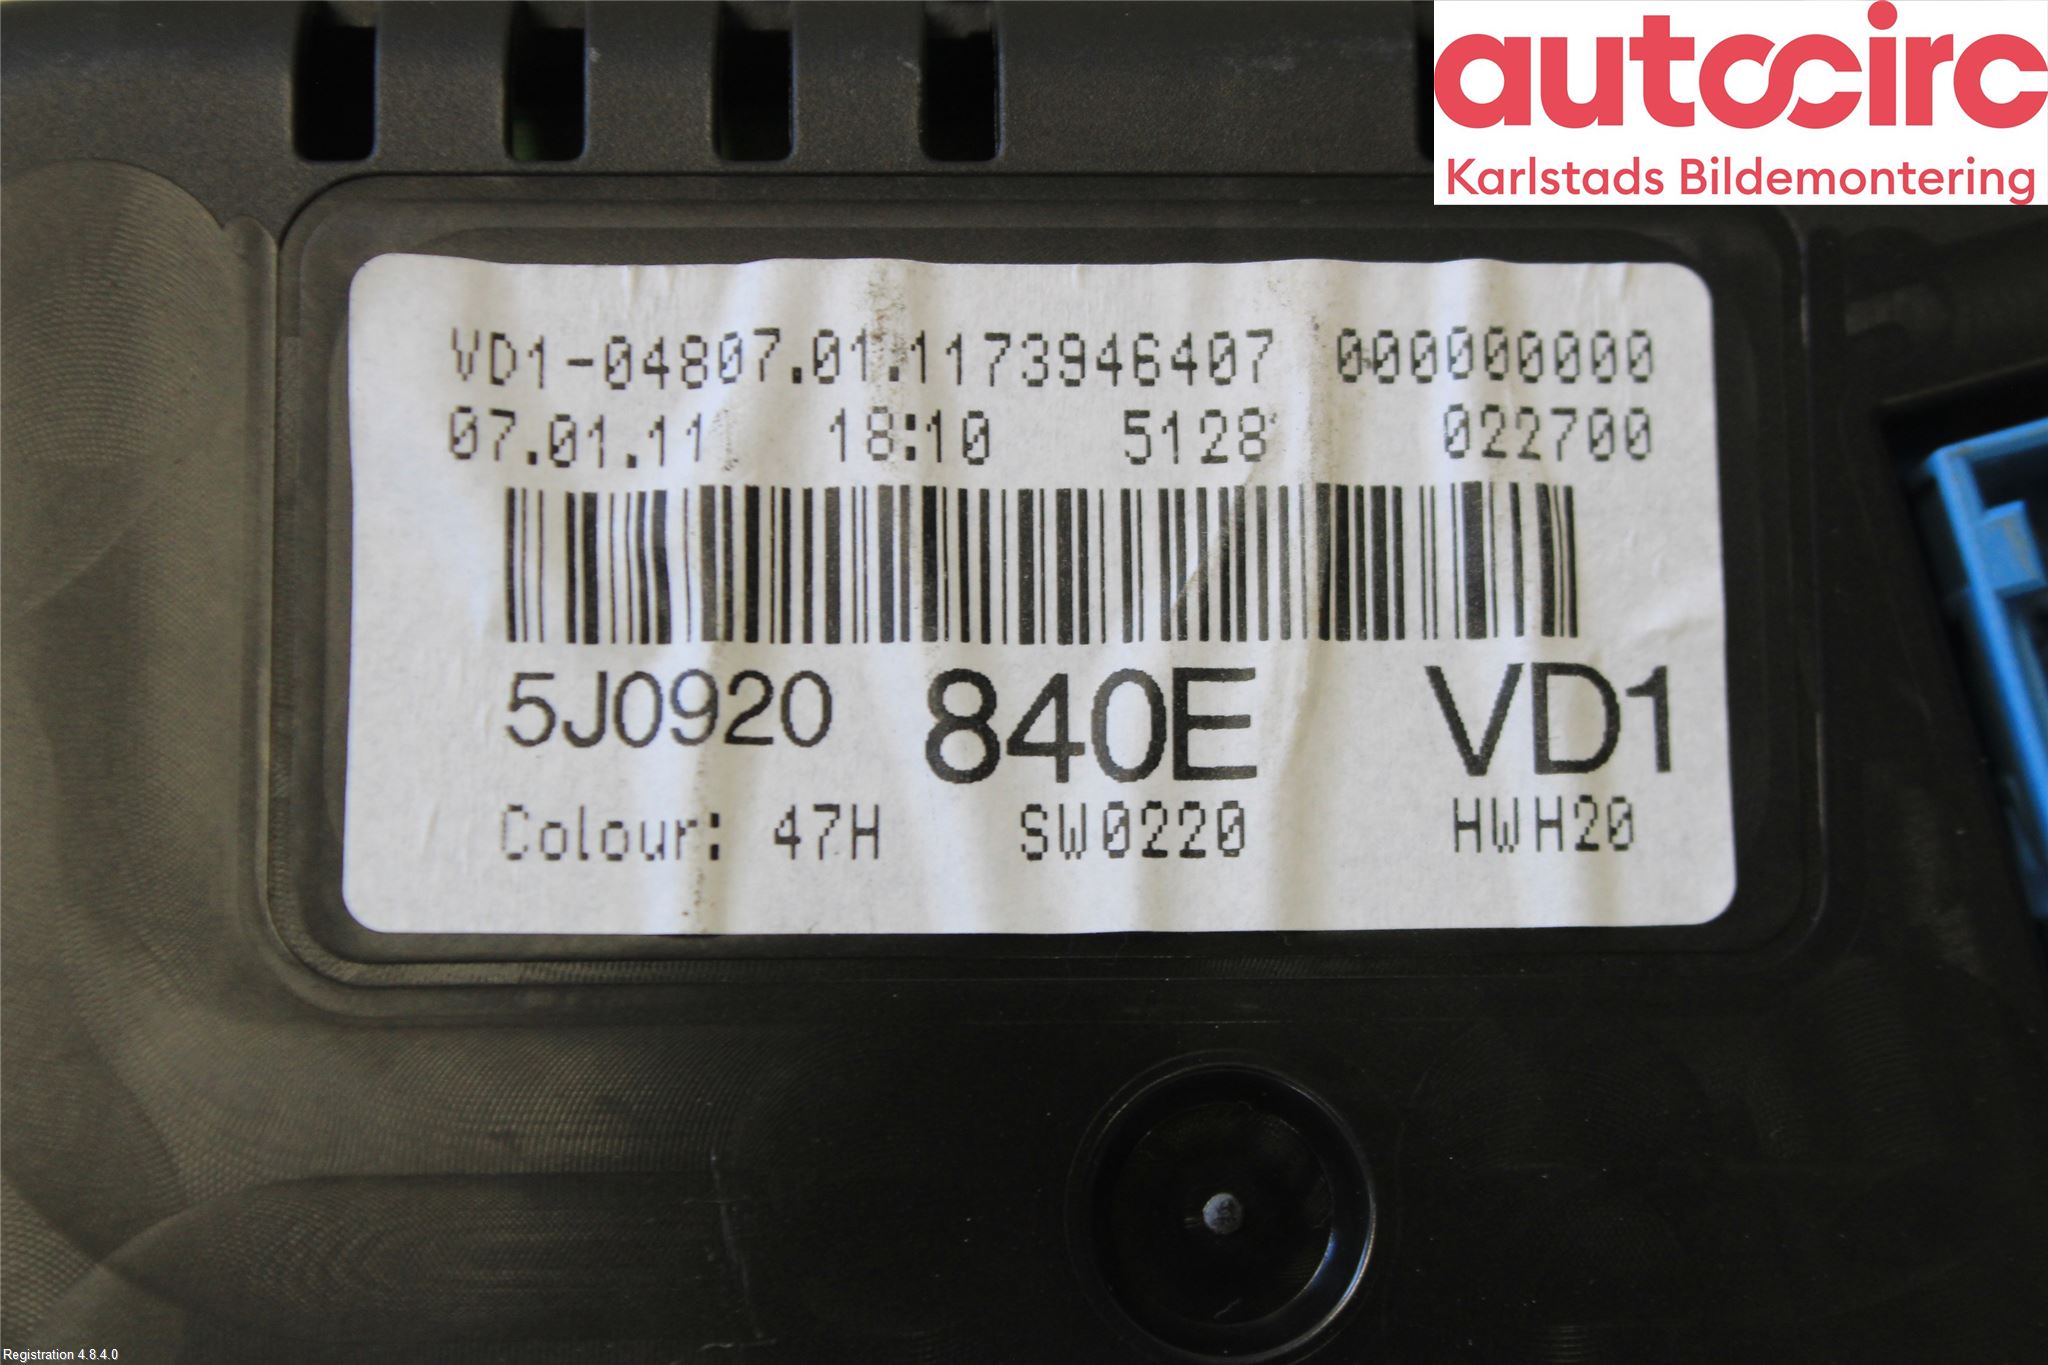 autocirc
Karlstads Bildemontering
VD1-04807.01.1173946407 000000000
07.01.11 18:10 5128 022700
5J0920 840E VD1
Colour: 47H SW0220 HWH20
Registration 4.8.4.0